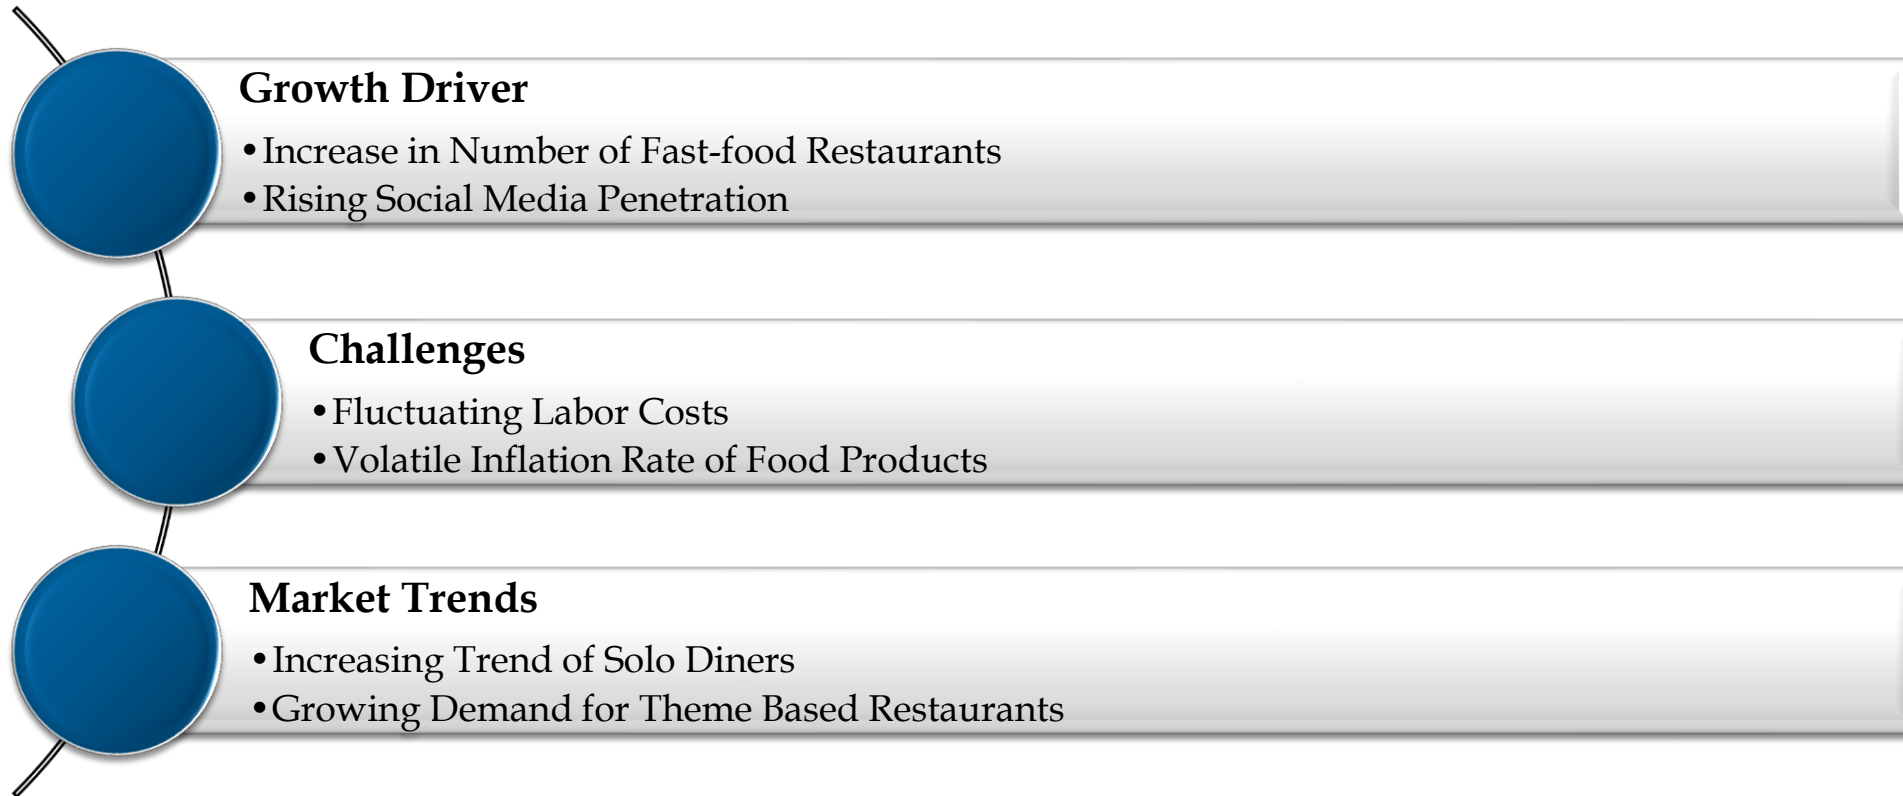 Growth Driver
•Increase in Number of Fast-food Restaurants
•Rising Social Media Penetration
Challenges
•Fluctuating Labor Costs
•Volatile Inflation Rate of Food Products
Market Trends
•Increasing Trend of Solo Diners
•Growing Demand for Theme Based Restaurants